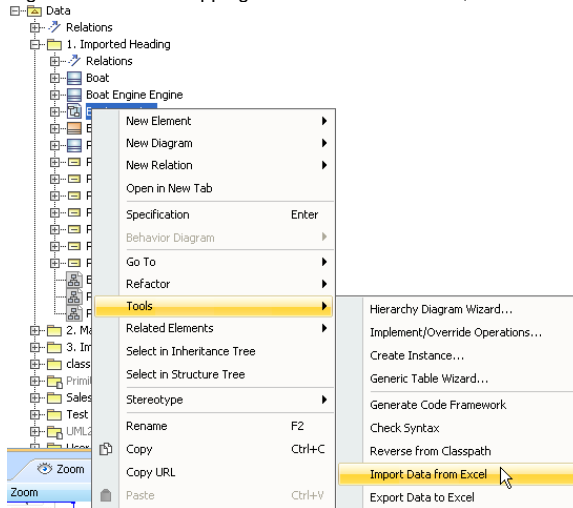 Data
Relations
1. Imported Heading
Relations
Boat
Boat Engine Engine
New Element
New Diagram
New Relation
Open in New Tab
Specification Enter
Behavior Diagram
Go To
Refactor
Tools
Related Elements
Select in Inheritance Tree
Select in Structure Tree
Stereotype
Rename F2
Copy Ctrl+C
Copy URL
Paste Ctrl+V
Hierarchy Diagram Wizard...
Implement/Override Operations...
Create Instance...
Generic Table Wizard...
Generate Code Framework
Check Syntax
Reverse from Classpath
Import Data from Excel
Export Data to Excel
2. Ma
3. Im
class
Primi
Sales
Test
UML2
Zoom
Zoom